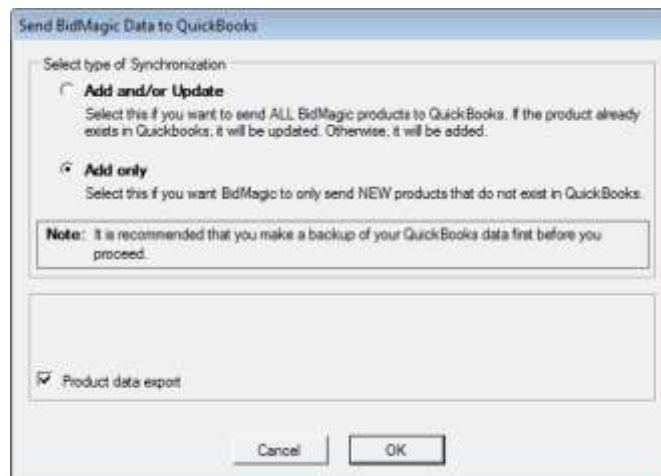 Send BidMagic Data to QuickBooks
Select type of Synchronization
Add and/or Update
Select this if you want to send ALL BidMagic products to QuickBooks. If the product already
exists in Quickbooks, it will be updated. Otherwise, it will be added.
Add only
Select this if you want BidMagic to only send NEW products that do not exist in QuickBooks.
Note: It is recommended that you make a backup of your QuickBooks data first before you
proceed.
Product data export
Cancel OK